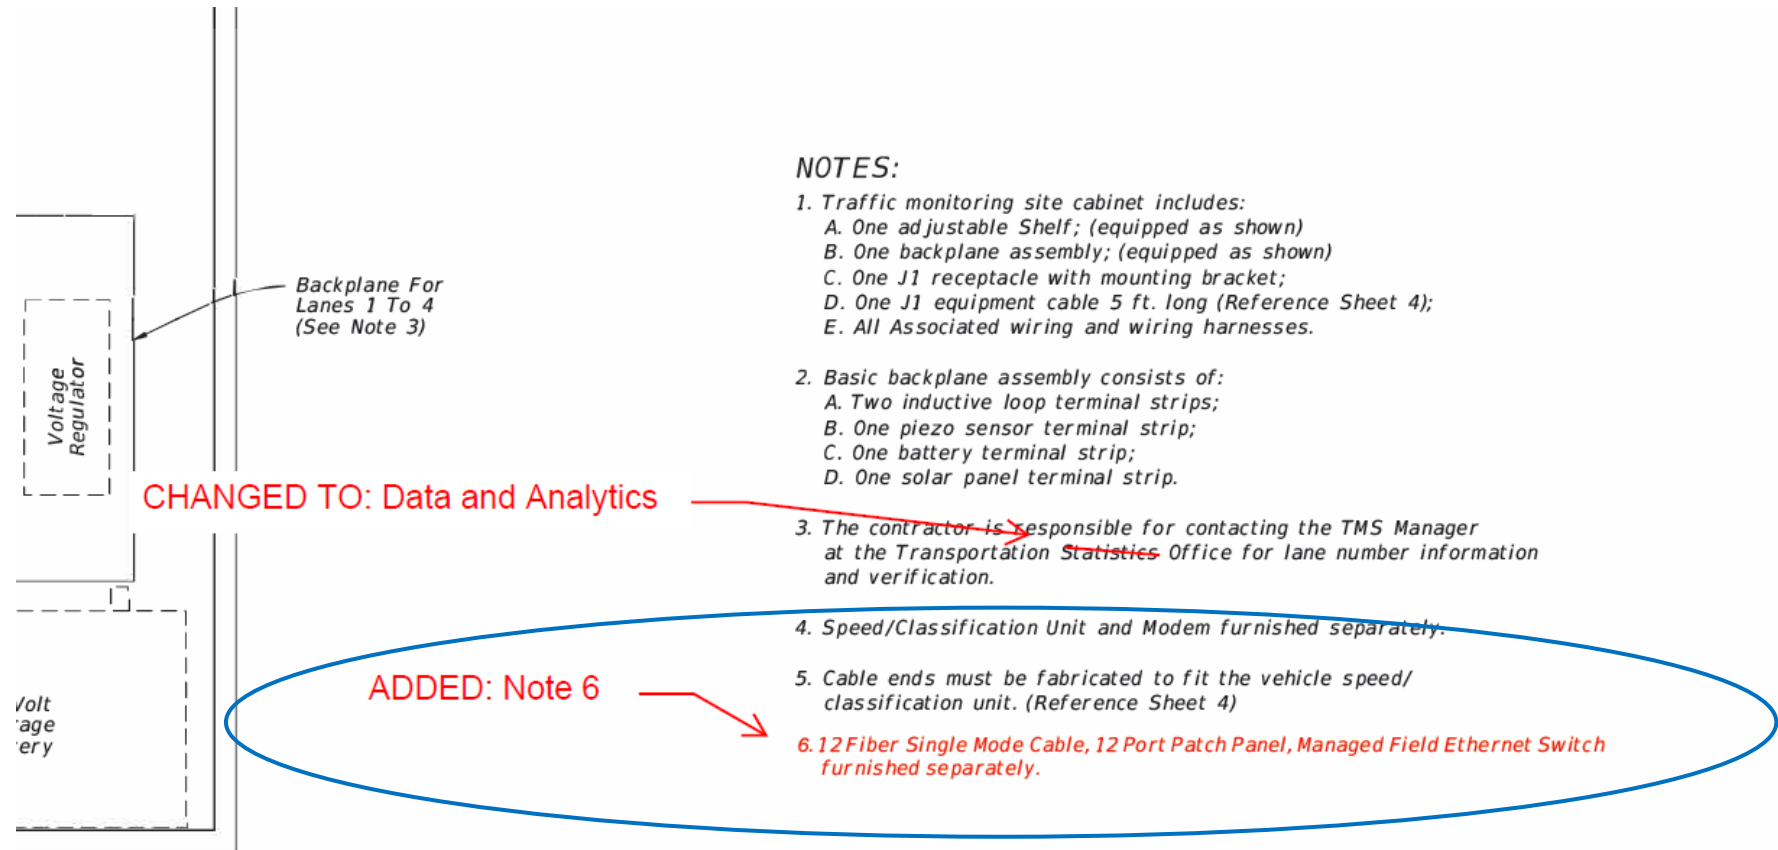 NOTES:
1. Traffic monitoring site cabinet includes:
A. One adjustable Shelf; (equipped as shown)
B. One backplane assembly; (equipped as shown)
C. One J1 receptacle with mounting bracket;
D. One J1 equipment cable 5 ft. long (Reference Sheet 4);
E. All Associated wiring and wiring harnesses.
Backplane For
Lanes 1 To 4
(See Note 3)
Voltage
Regulator
2. Basic backplane assembly consists of:
A. Two inductive loop terminal strips;
B. One piezo sensor terminal strip;
C. One battery terminal strip;
D. One solar panel terminal strip.
CHANGED TO: Data and Analytics
3. The contractor is responsible for contacting the TMS Manager
at the Transportation Statistics Office for lane number information
and verification.
4. Speed/Classification Unit and Modem furnished separately.
ADDED: Note 6
5. Cable ends must be fabricated to fit the vehicle speed/
classification unit. (Reference Sheet 4)
6. 12 Fiber Single Mode Cable, 12 Port Patch Panel, Managed Field Ethernet Switch
furnished separately.
Volt
age
ery